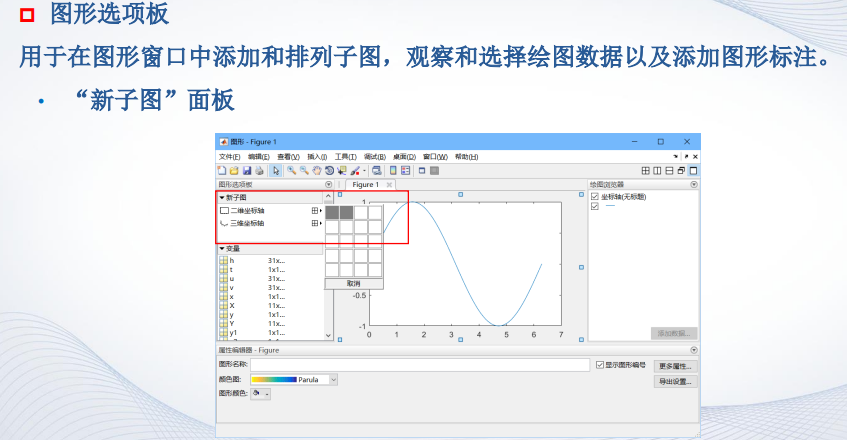 图形选项板
用于在图形窗口中添加和排列子图，观察和选择绘图数据以及添加图形标注。
• “新子图”面板
图形 - Figure 1
文件(F) 编辑(E) 查看(V) 插入(I) 工具(T) 调试(B) 桌面(D) 窗口(W) 帮助(H)
图形选项板
Figure 1
绘图浏览器
新子图
二维坐标轴
三维坐标轴
变量
h 31x...
t 1x1...
u 31x...
v 31x...
x 1x1...
X 11x...
y 1x1...
Y 11x...
y1 1x1...
取消
1
-0.5
-1
0 1 2 3 4 5 6 7
坐标轴(无标题)
添加数据...
属性编辑器 - Figure
图形名称:
显示图形编号
更多属性...
颜色图: Parula
导出设置...
图形颜色: